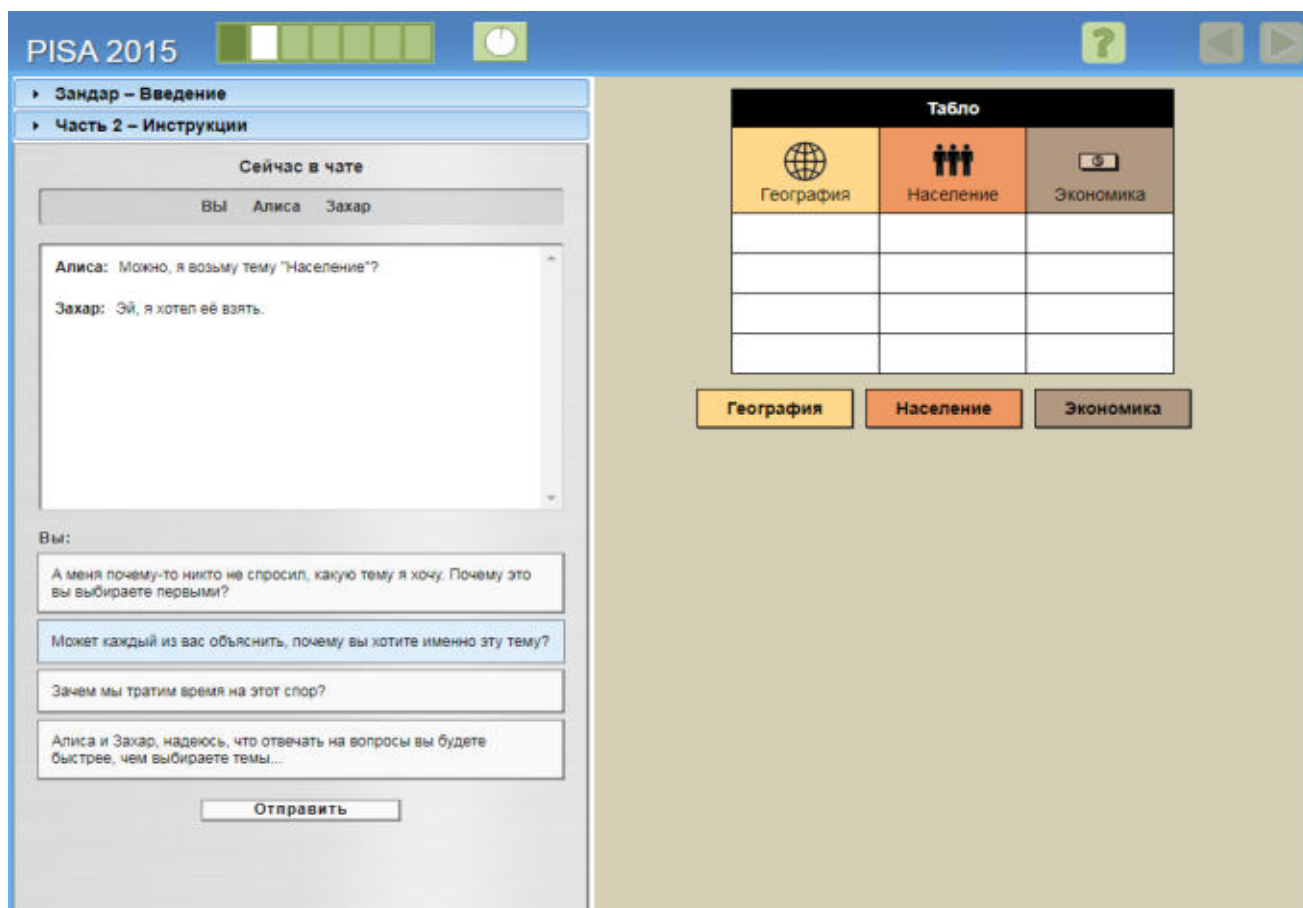 PISA 2015
?
Зандар – Введение
Часть 2 – Инструкции
Сейчас в чате
ВЫ Алиса Захар
Алиса: Можно, я возьму тему "Население"?
Захар: Эй, я хотел её взять.
Вы:
А меня почему-то никто не спросил, какую тему я хочу. Почему это
вы выбираете первыми?
Может каждый из вас объяснить, почему вы хотите именно эту тему?
Зачем мы тратим время на этот спор?
Алиса и Захар, надеюсь, что отвечать на вопросы вы будете
быстрее, чем выбираете темы...
Отправить
Табло
География Население Экономика
География Население Экономика